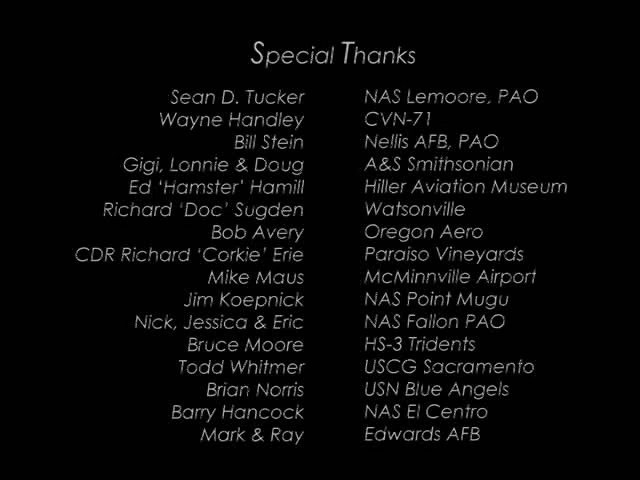 Special Thanks
Sean D. Tucker NAS Lemoore, PAO
Wayne Handley CVN-71
Bill Stein Nellis AFB, PAO
Gigi, Lonnie & Doug A&S Smithsonian
Ed ‘Hamster’ Hamill Hiller Aviation Museum
Richard ‘Doc’ Sugden Watsonville
Bob Avery Oregon Aero
CDR Richard ‘Corkie’ Erie Paraiso Vineyards
Mike Maus McMinnville Airport
Jim Koepnick NAS Point Mugu
Nick, Jessica & Eric NAS Fallon PAO
Bruce Moore HS-3 Tridents
Todd Whitmer USCG Sacramento
Brian Norris USN Blue Angels
Barry Hancock NAS El Centro
Mark & Ray Edwards AFB